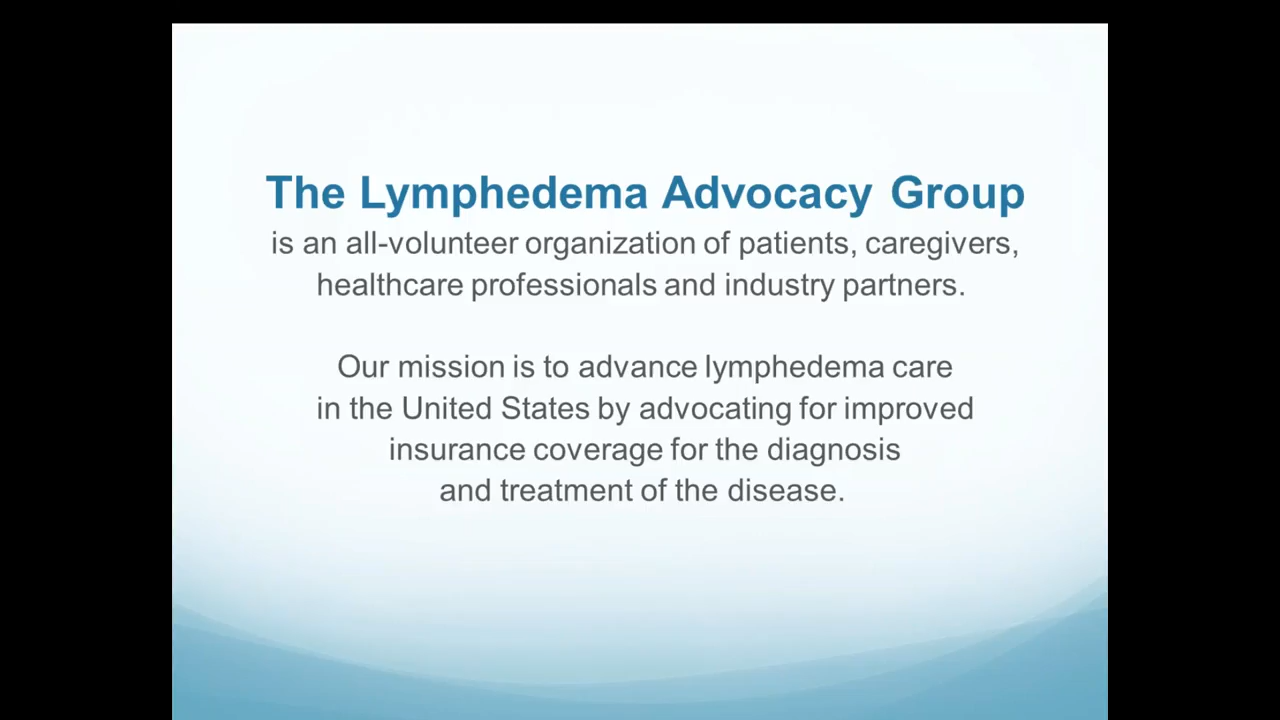 The Lymphedema Advocacy Group
is an all-volunteer organization of patients, caregivers,
healthcare professionals and industry partners.
Our mission is to advance lymphedema care
in the United States by advocating for improved
insurance coverage for the diagnosis
and treatment of the disease.